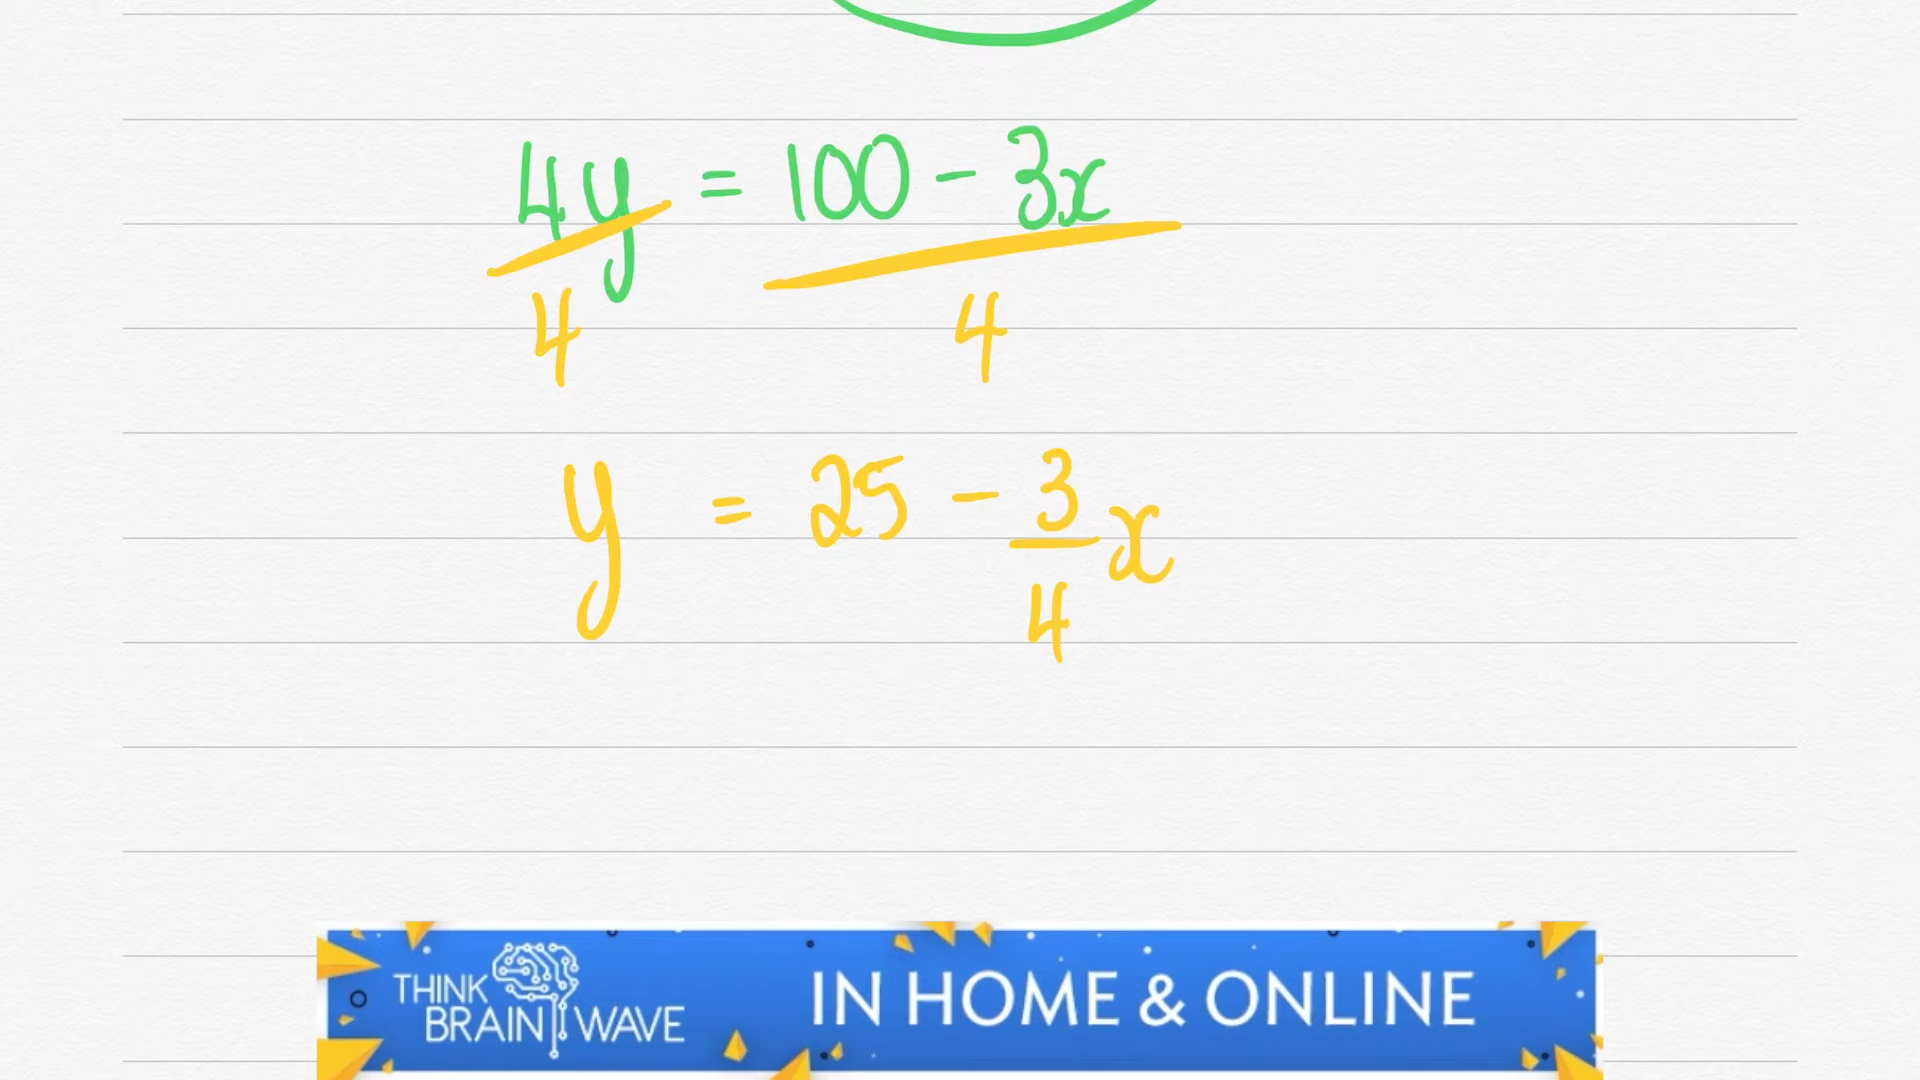 4y = 100 - 3x
4 4
y = 25 - 3/4 x
THINK BRAIN WAVE
IN HOME & ONLINE